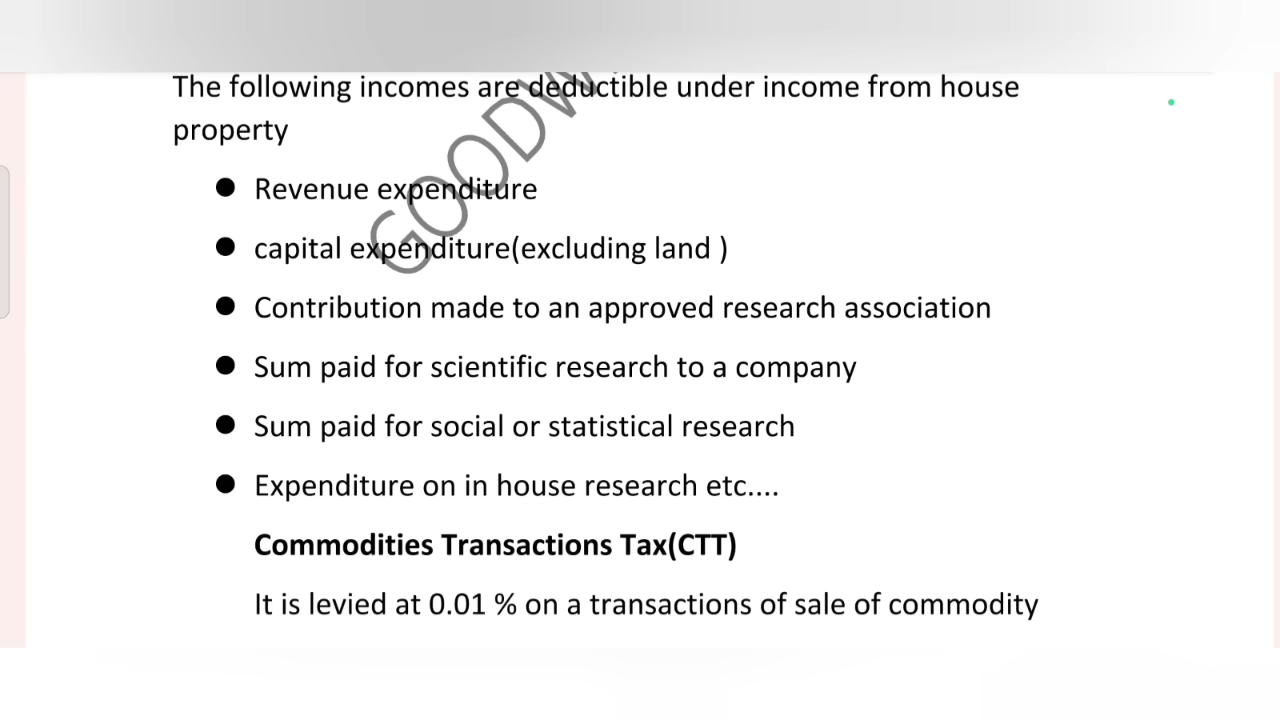 The following incomes are deductible under income from house
property
● Revenue expenditure
● capital expenditure(excluding land )
● Contribution made to an approved research association
● Sum paid for scientific research to a company
● Sum paid for social or statistical research
● Expenditure on in house research etc....
Commodities Transactions Tax(CTT)
It is levied at 0.01 % on a transactions of sale of commodity